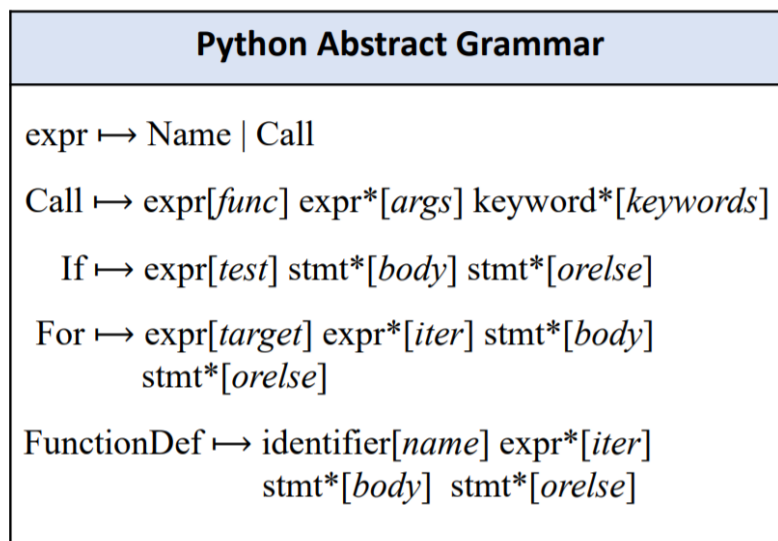 Python Abstract Grammar
expr ⟼ Name | Call
Call ⟼ expr[func] expr*[args] keyword*[keywords]
If ⟼ expr[test] stmt*[body] stmt*[orelse]
For ⟼ expr[target] expr*[iter] stmt*[body]
stmt*[orelse]
FunctionDef ⟼ identifier[name] expr*[iter]
stmt*[body] stmt*[orelse]